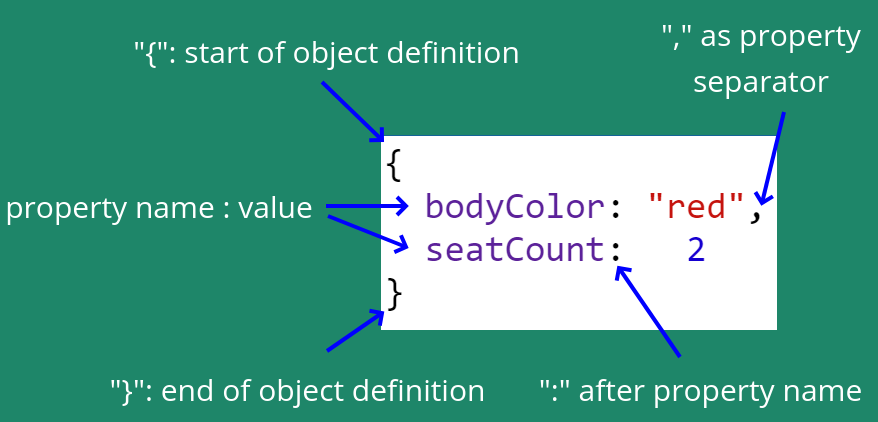 "{": start of object definition
"," as property
separator
{
property name : value
bodyColor: "red",
seatCount: 2
}
"}": end of object definition
":" after property name